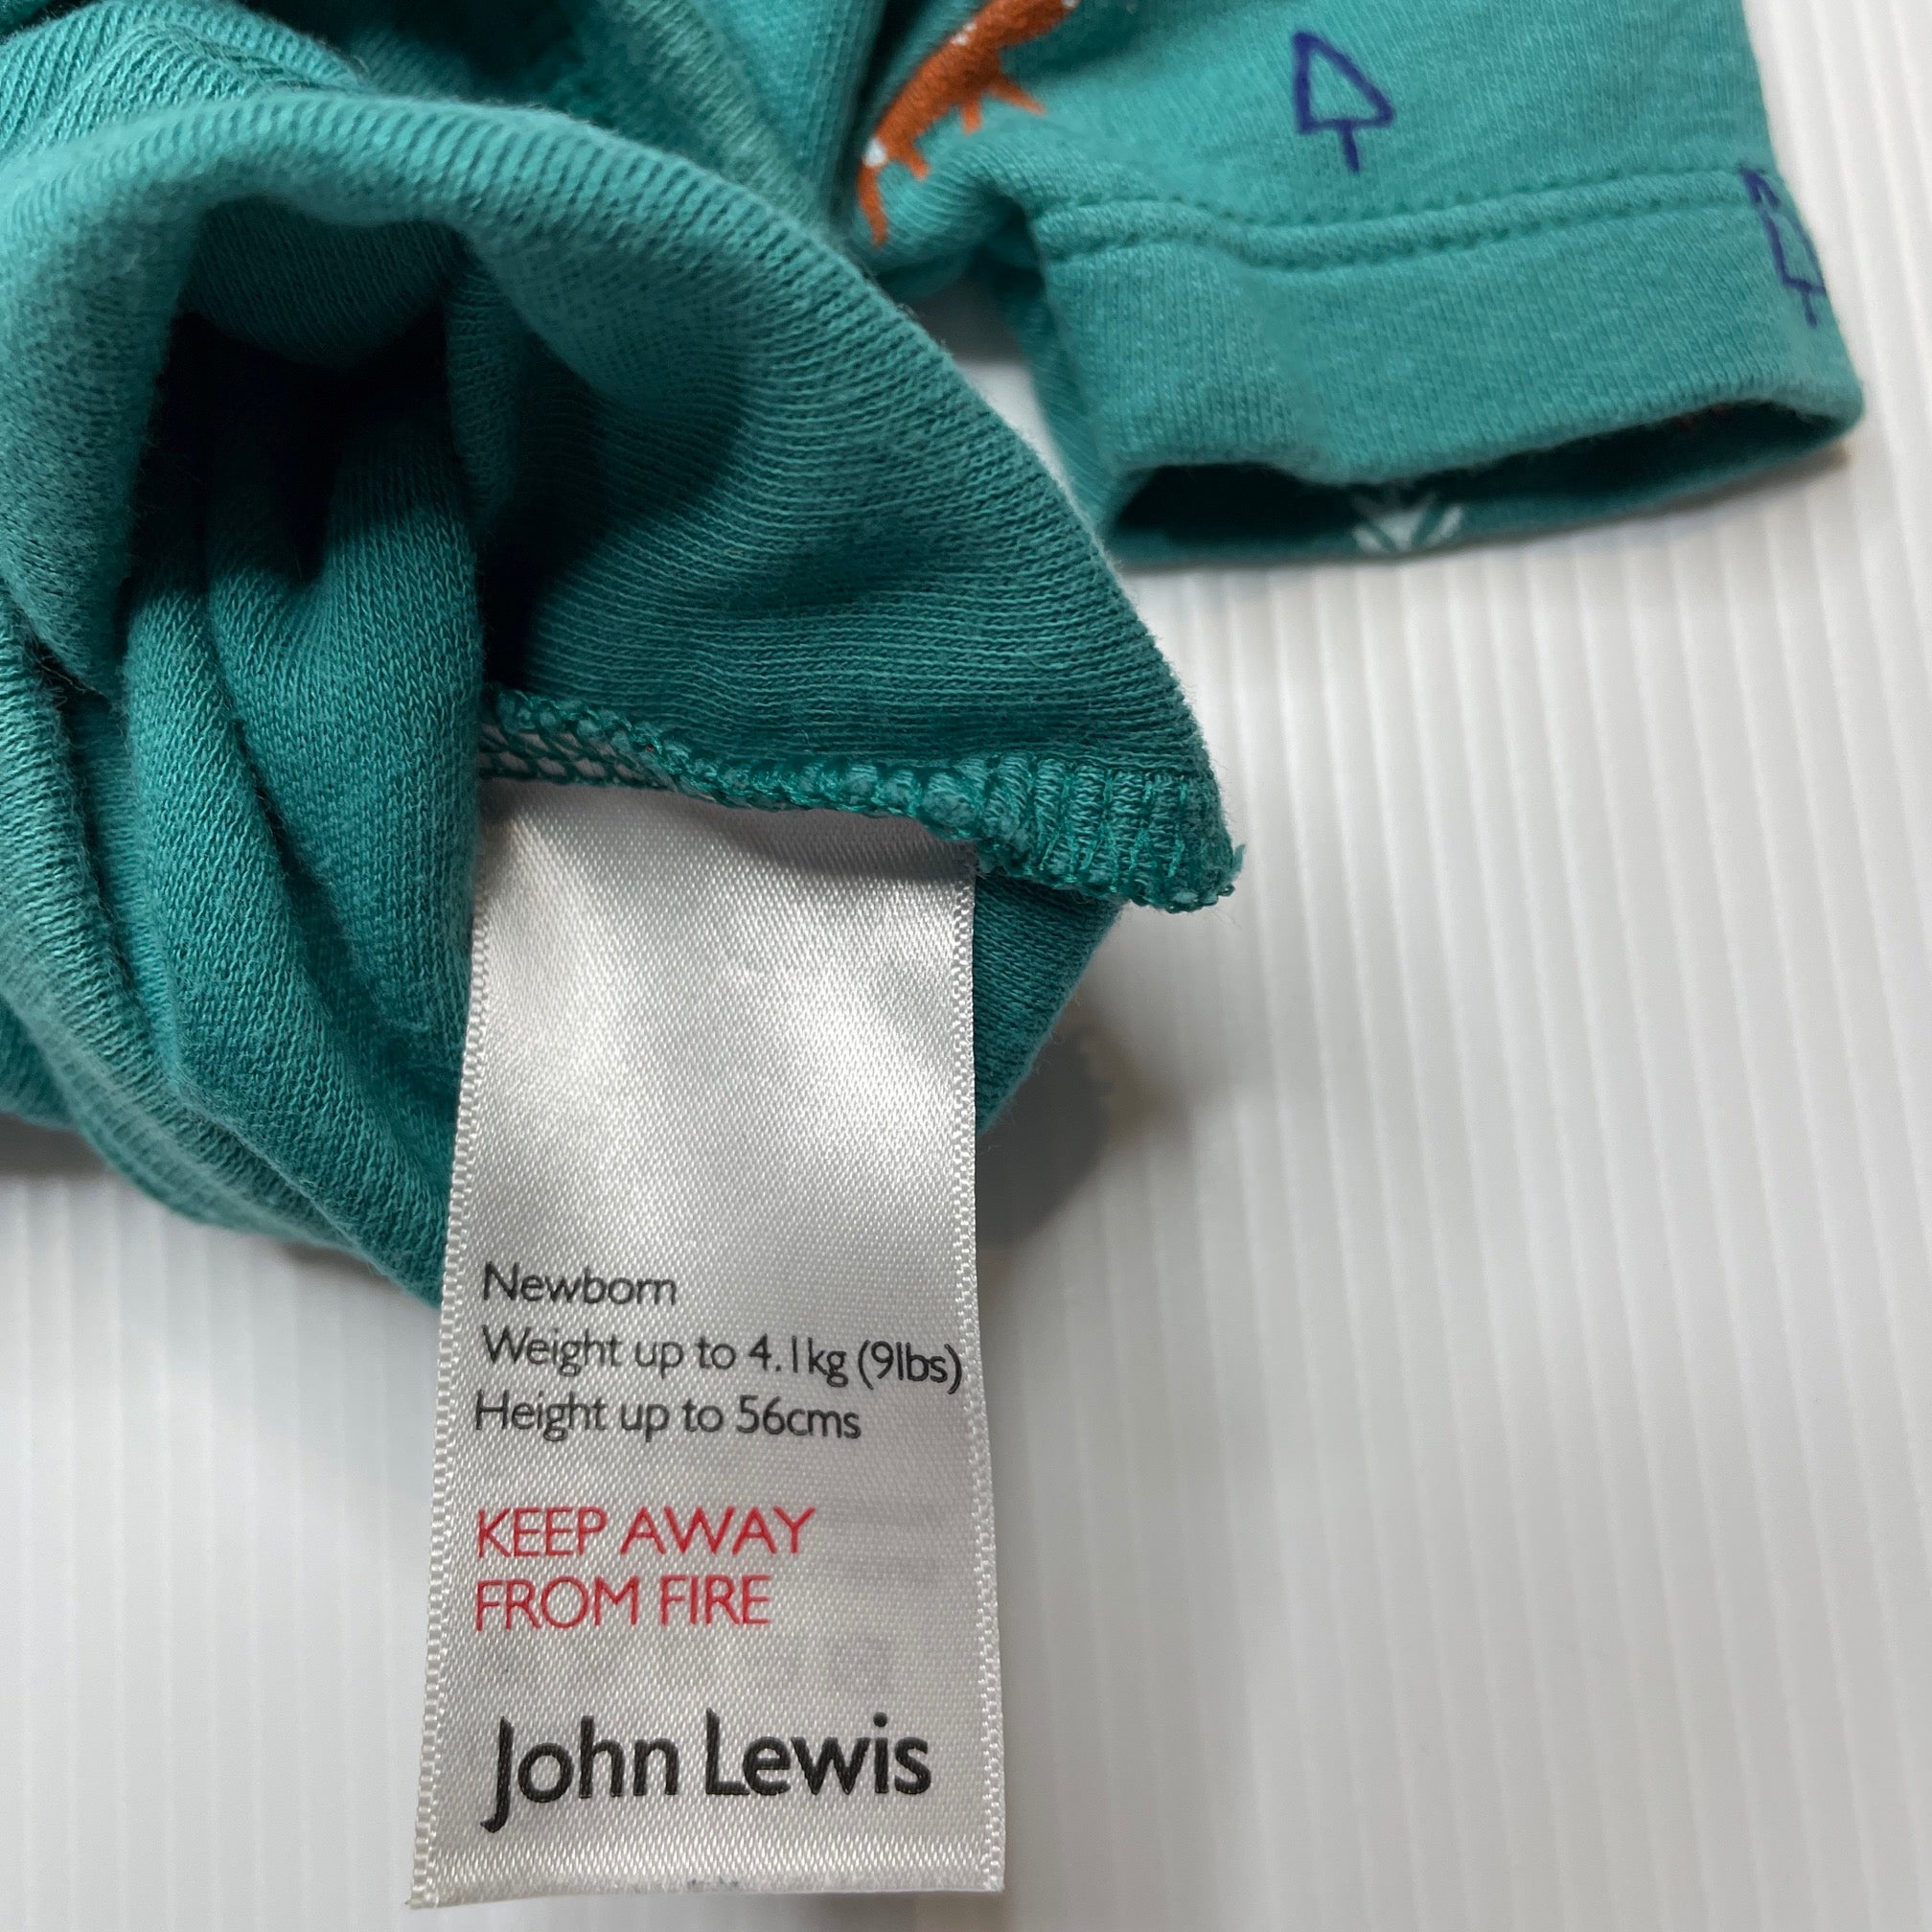 Newborn
Weight up to 4.1kg (9lbs)
Height up to 56cms
KEEP AWAY
FROM FIRE
John Lewis